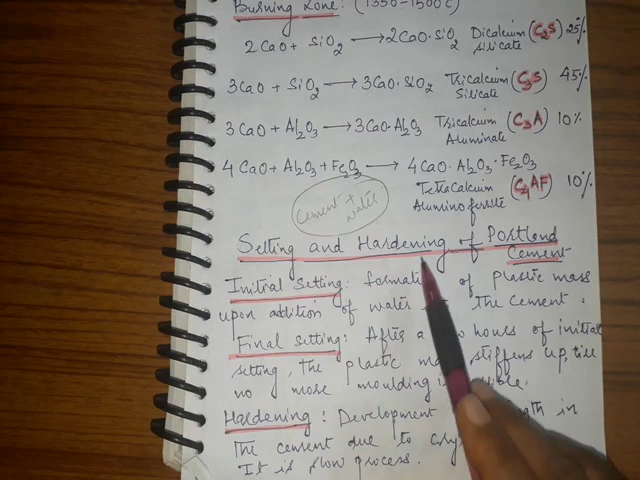 Burning Zone: (1350-1500°C)
2CaO + SiO₂ → 2CaO·SiO₂ Dicalcium silicate (C₂S) 25%
3CaO + SiO₂ → 3CaO·SiO₂ Tricalcium Silicate (C₃S) 45%
3CaO + Al₂O₃ → 3CaO·Al₂O₃ Tricalcium Aluminate (C₃A) 10%
4CaO + Al₂O₃ + Fe₂O₃ → 4CaO·Al₂O₃·Fe₂O₃
Tetracalcium Aluminoferrite (C₄AF) 10%
Cement + water
Setting and Hardening of Portland Cement
Initial Setting: of plastic mass
upon addition of water the cement.
Final Setting: After a hours of initial
setting, The plastic stiffens up, till
no more moulding is
Hardening: Development in
The cement due to
It is slow process.